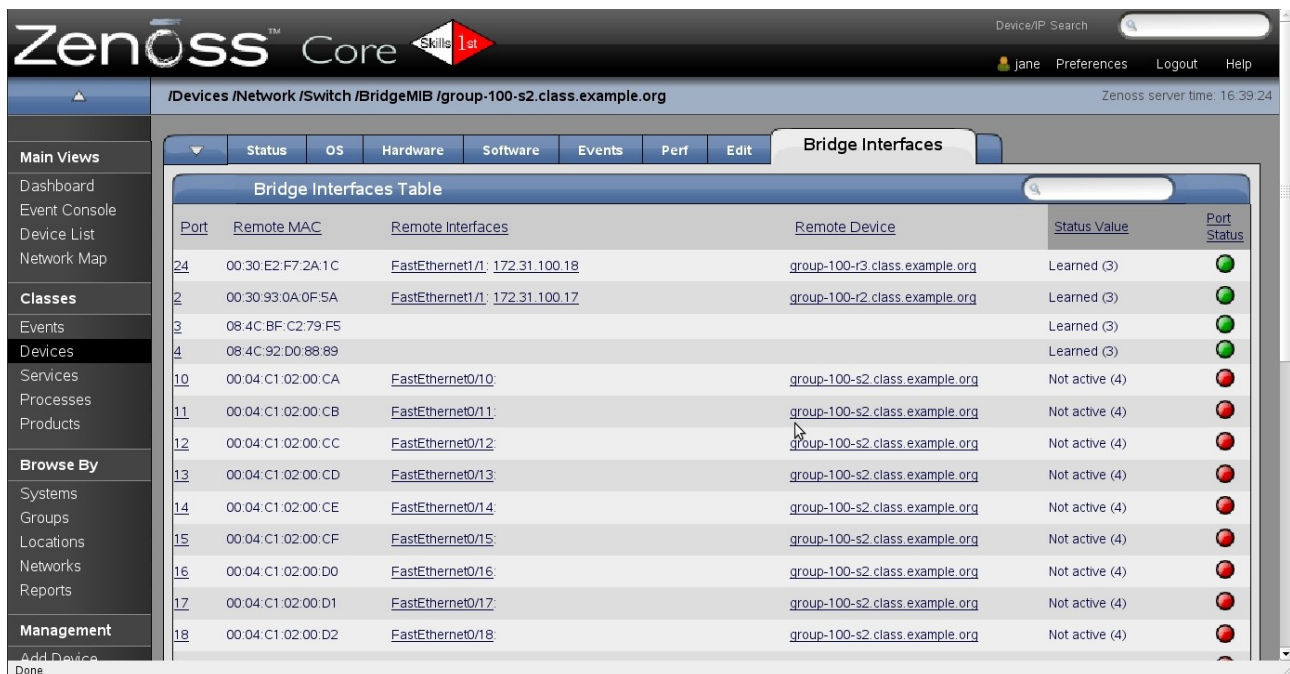 Zenoss™ Core Skills 1st
Device/IP Search
jane Preferences Logout Help
/Devices /Network /Switch /BridgeMIB /group-100-s2.class.example.org
Zenoss server time: 16:39:24
Main Views
Dashboard
Event Console
Device List
Network Map
Classes
Events
Devices
Services
Processes
Products
Browse By
Systems
Groups
Locations
Networks
Reports
Management
Add Device
Status OS Hardware Software Events Perf Edit Bridge Interfaces
Bridge Interfaces Table
Port Remote MAC Remote Interfaces Remote Device Status Value Port Status
24 00:30:E2:F7:2A:1C FastEthernet1/1: 172.31.100.18 group-100-r3.class.example.org Learned (3)
2 00:30:93:0A:0F:5A FastEthernet1/1: 172.31.100.17 group-100-r2.class.example.org Learned (3)
3 08:4C:BF:C2:79:F5 Learned (3)
4 08:4C:92:D0:88:89 Learned (3)
10 00:04:C1:02:00:CA FastEthernet0/10: group-100-s2.class.example.org Not active (4)
11 00:04:C1:02:00:CB FastEthernet0/11: group-100-s2.class.example.org Not active (4)
12 00:04:C1:02:00:CC FastEthernet0/12: group-100-s2.class.example.org Not active (4)
13 00:04:C1:02:00:CD FastEthernet0/13: group-100-s2.class.example.org Not active (4)
14 00:04:C1:02:00:CE FastEthernet0/14: group-100-s2.class.example.org Not active (4)
15 00:04:C1:02:00:CF FastEthernet0/15: group-100-s2.class.example.org Not active (4)
16 00:04:C1:02:00:D0 FastEthernet0/16: group-100-s2.class.example.org Not active (4)
17 00:04:C1:02:00:D1 FastEthernet0/17: group-100-s2.class.example.org Not active (4)
18 00:04:C1:02:00:D2 FastEthernet0/18: group-100-s2.class.example.org Not active (4)
Done